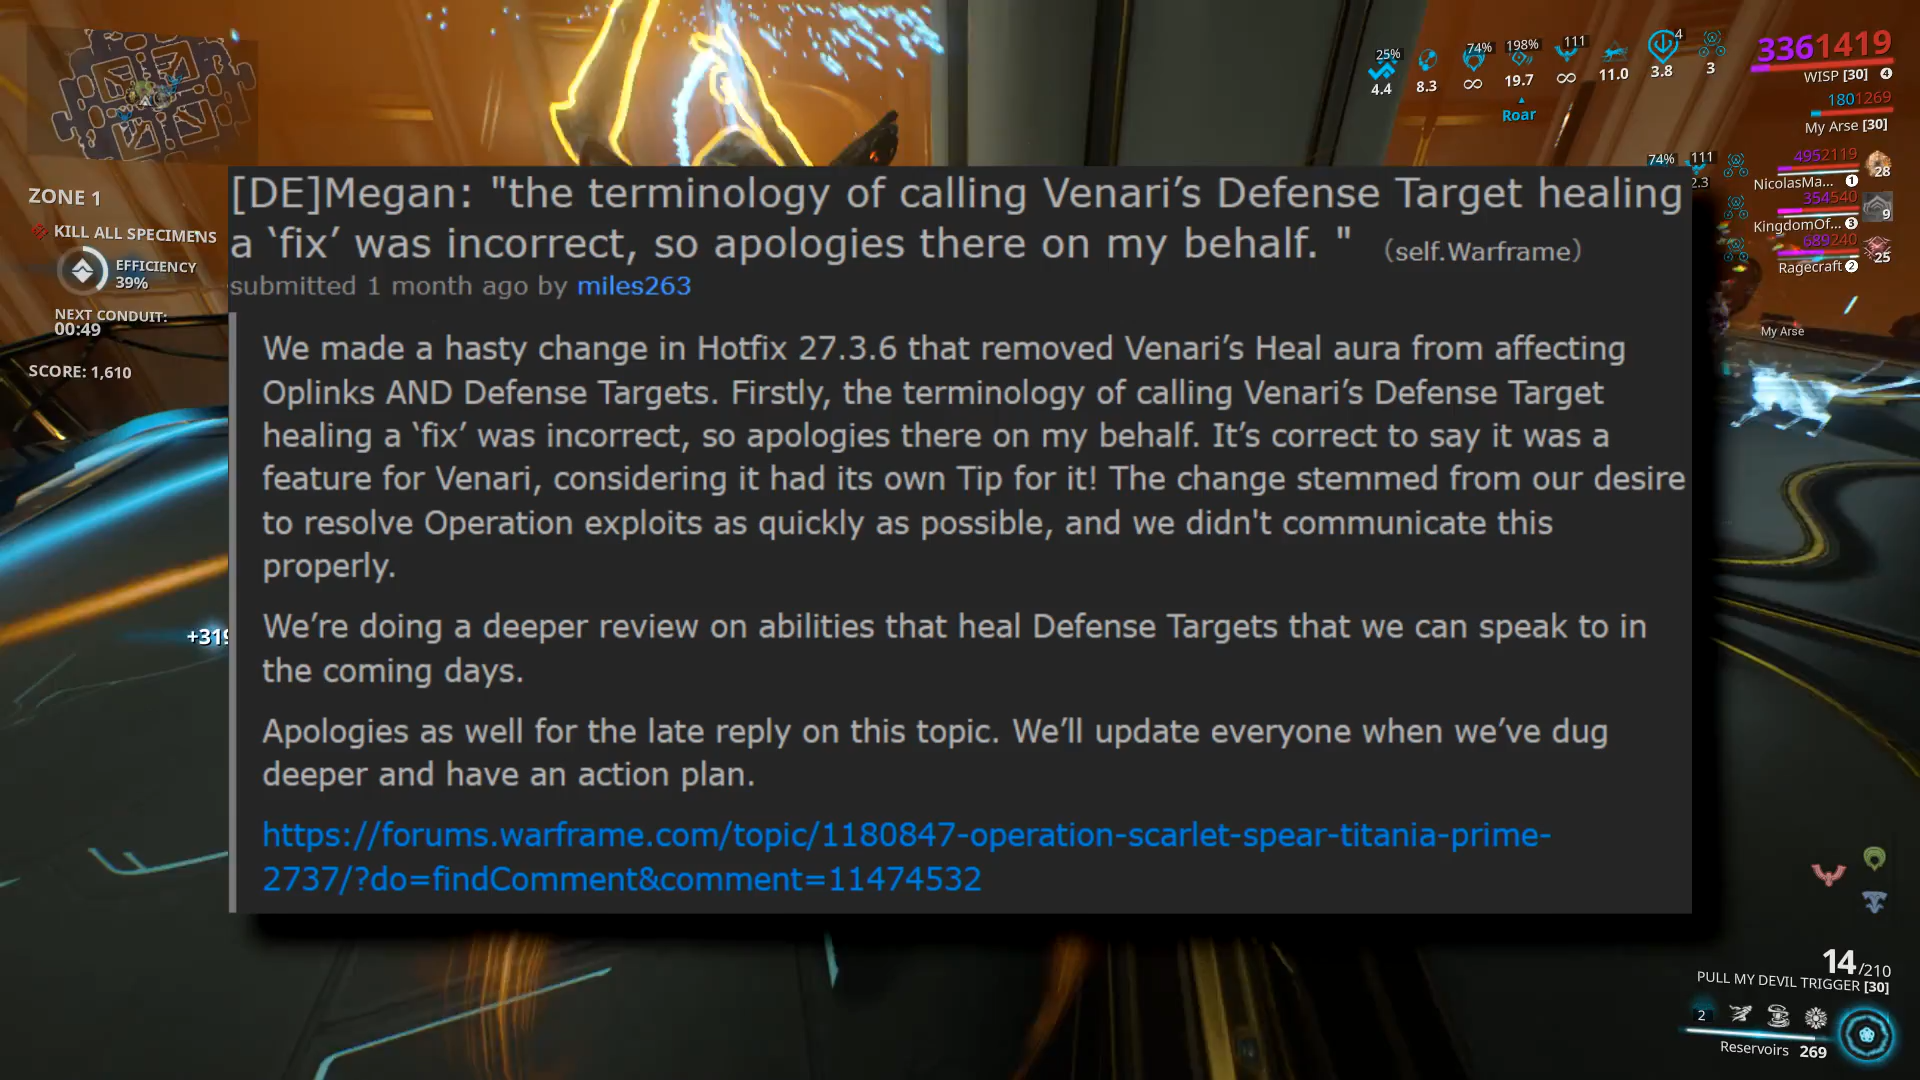 25%
74%
198%
111
4
3361419
4.4
8.3
∞
19.7
∞
11.0
3.8
3
WISP [30] 4
Roar
1801269
My Arse [30]
74%
111
2.3
4952119
28
NicolasMa... 1
354540
9
KingdomOf... 3
689240
25
Ragecraft 2
My Arse
ZONE 1
KILL ALL SPECIMENS
EFFICIENCY
39%
NEXT CONDUIT:
00:49
SCORE: 1,610
+319
[DE]Megan: "the terminology of calling Venari’s Defense Target healing
a ‘fix’ was incorrect, so apologies there on my behalf. " (self.Warframe)
submitted 1 month ago by miles263
We made a hasty change in Hotfix 27.3.6 that removed Venari’s Heal aura from affecting
Oplinks AND Defense Targets. Firstly, the terminology of calling Venari’s Defense Target
healing a ‘fix’ was incorrect, so apologies there on my behalf. It’s correct to say it was a
feature for Venari, considering it had its own Tip for it! The change stemmed from our desire
to resolve Operation exploits as quickly as possible, and we didn't communicate this
properly.
We’re doing a deeper review on abilities that heal Defense Targets that we can speak to in
the coming days.
Apologies as well for the late reply on this topic. We’ll update everyone when we’ve dug
deeper and have an action plan.
https://forums.warframe.com/topic/1180847-operation-scarlet-spear-titania-prime-
2737/?do=findComment&comment=11474532
14/210
PULL MY DEVIL TRIGGER [30]
2
Reservoirs 269